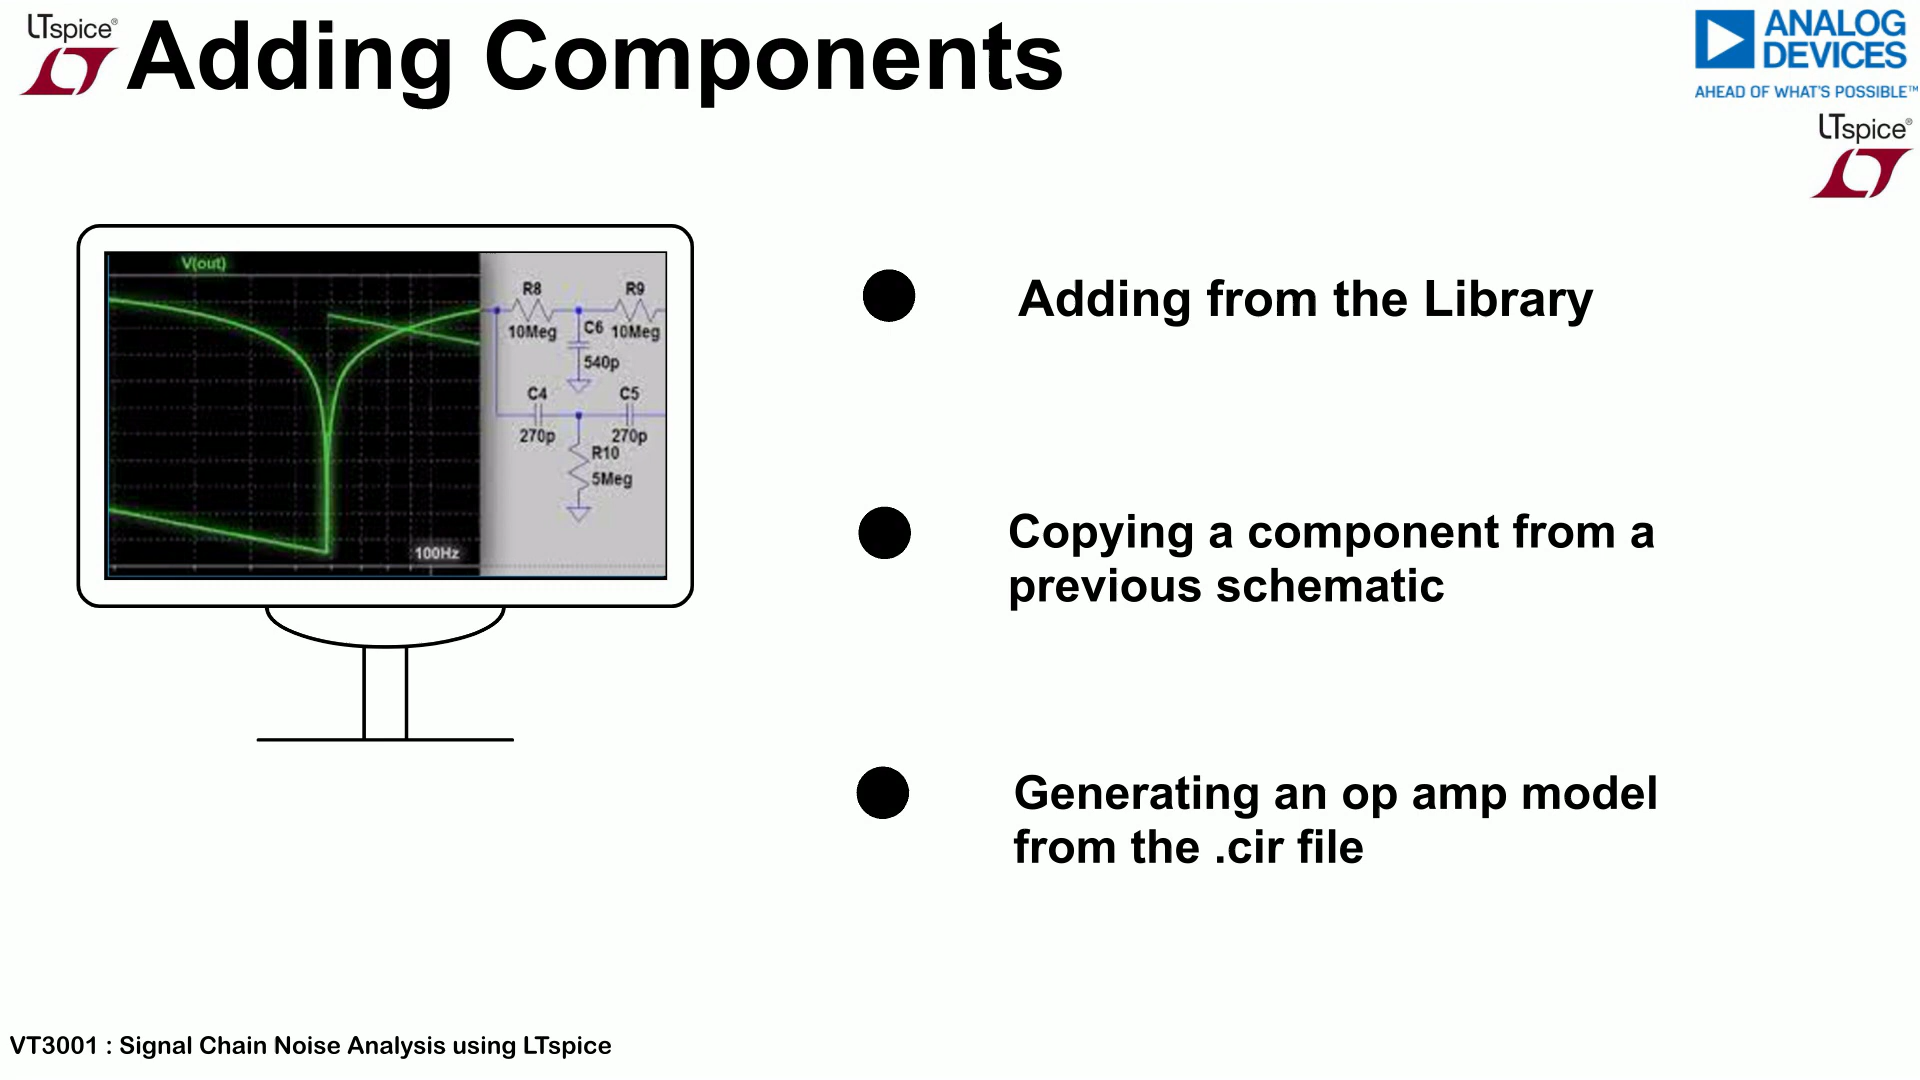 LTspice®
Adding Components
ANALOG
DEVICES
AHEAD OF WHAT'S POSSIBLE™
LTspice®
V(out)
R8
R9
10Meg
C6
10Meg
540p
C4
C5
270p
270p
R10
5Meg
100Hz
Adding from the Library
Copying a component from a
previous schematic
Generating an op amp model
from the .cir file
VT3001 : Signal Chain Noise Analysis using LTspice